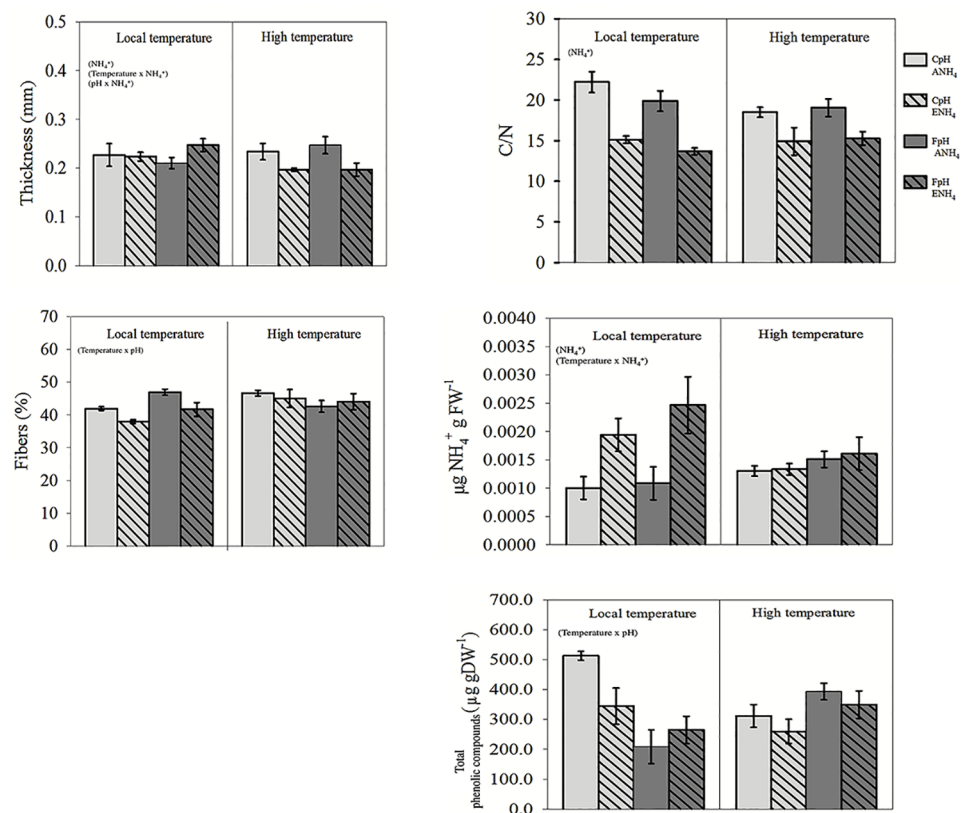 Local temperature High temperature
(NH₄⁺)
(Temperature x NH₄⁺)
(pH x NH₄⁺)
Thickness (mm)
0.5
0.4
0.3
0.2
0.1
0.0
Local temperature High temperature
(NH₄⁺)
C/N
30
25
20
15
10
5
0
CpH
ANH₄
CpH
ENH₄
FpH
ANH₄
FpH
ENH₄
Local temperature High temperature
(Temperature x pH)
Fibers (%)
70
60
50
40
30
20
10
0
Local temperature High temperature
(NH₄⁺)
(Temperature x NH₄⁺)
µg NH₄⁺ g FW⁻¹
0.0040
0.0035
0.0030
0.0025
0.0020
0.0015
0.0010
0.0005
0.0000
Local temperature High temperature
(Temperature x pH)
Total
phenolic compounds (µg gDW⁻¹)
700.0
600.0
500.0
400.0
300.0
200.0
100.0
0.0